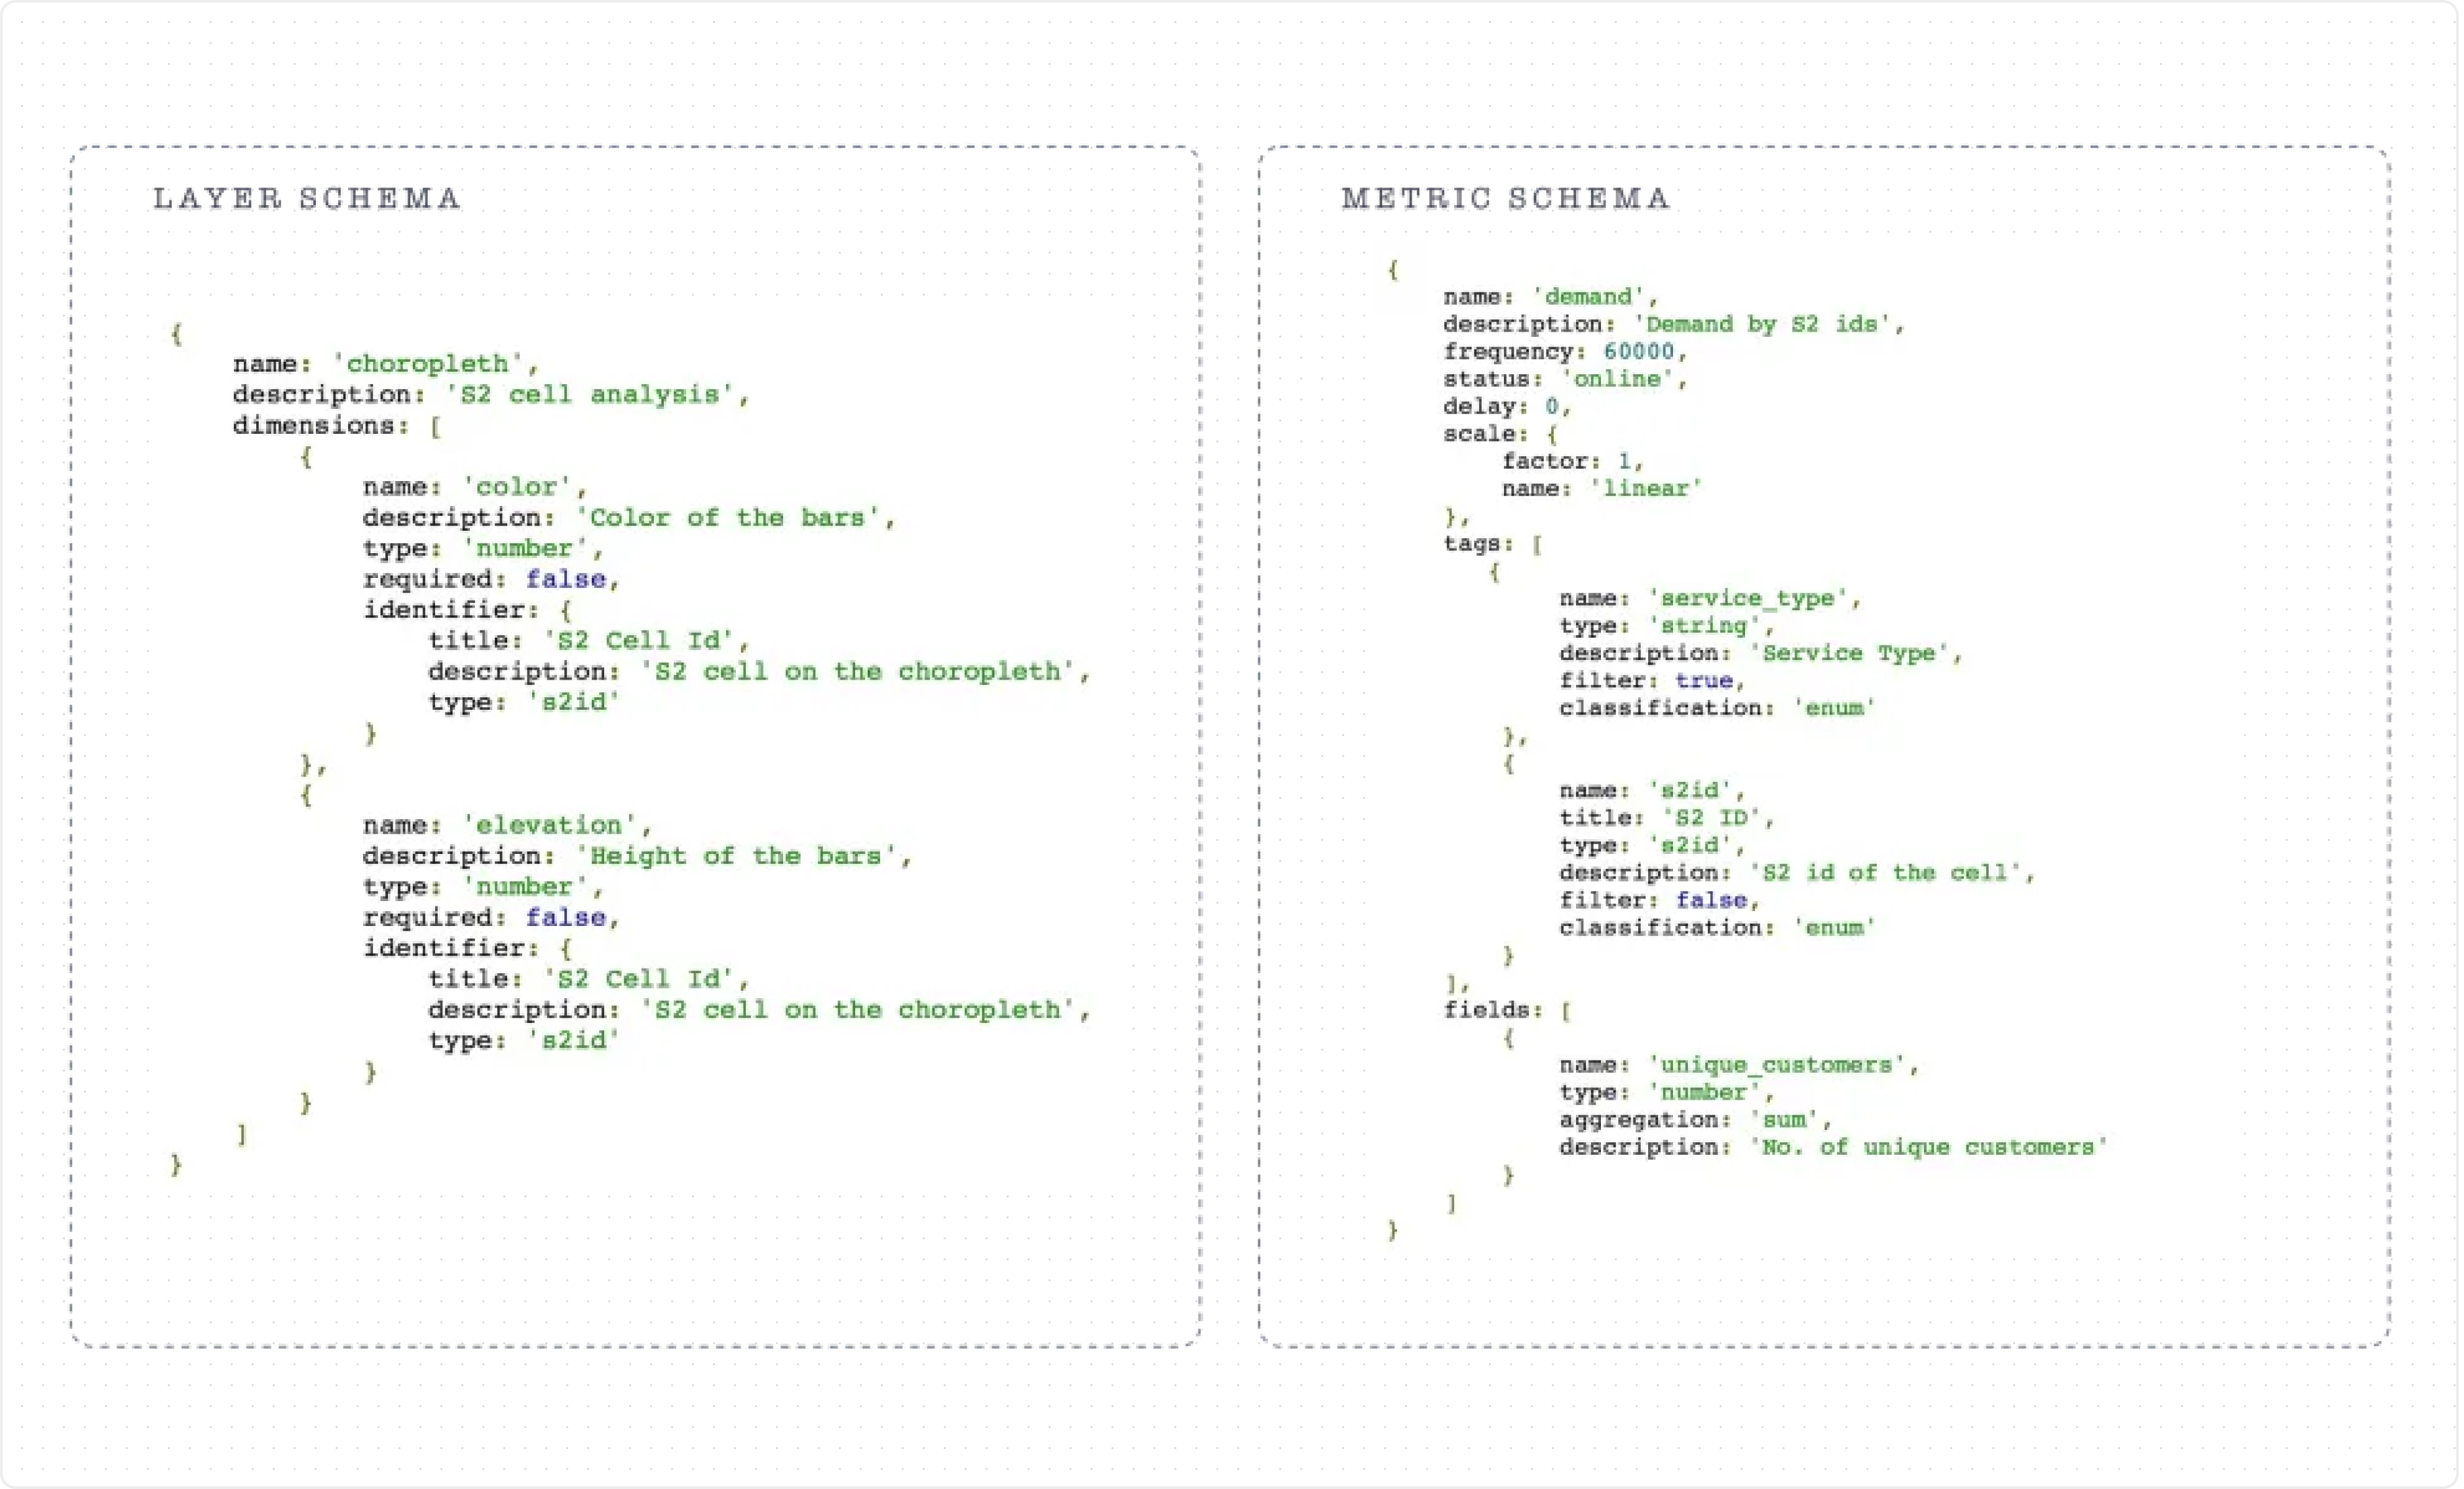 LAYER SCHEMA
{
name: 'choropleth',
description: 'S2 cell analysis',
dimensions: [
{
name: 'color',
description: 'Color of the bars',
type: 'number',
required: false,
identifier: {
title: 'S2 Cell Id',
description: 'S2 cell on the choropleth',
type: 's2id'
}
},
{
name: 'elevation',
description: 'Height of the bars',
type: 'number',
required: false,
identifier: {
title: 'S2 Cell Id',
description: 'S2 cell on the choropleth',
type: 's2id'
}
}
]
}
METRIC SCHEMA
{
name: 'demand',
description: 'Demand by S2 ids',
frequency: 60000,
status: 'online',
delay: 0,
scale: {
factor: 1,
name: 'linear'
},
tags: [
{
name: 'service_type',
type: 'string',
description: 'Service Type',
filter: true,
classification: 'enum'
},
{
name: 's2id',
title: 'S2 ID',
type: 's2id',
description: 'S2 id of the cell',
filter: false,
classification: 'enum'
}
],
fields: [
{
name: 'unique_customers',
type: 'number',
aggregation: 'sum',
description: 'No. of unique customers'
}
]
}